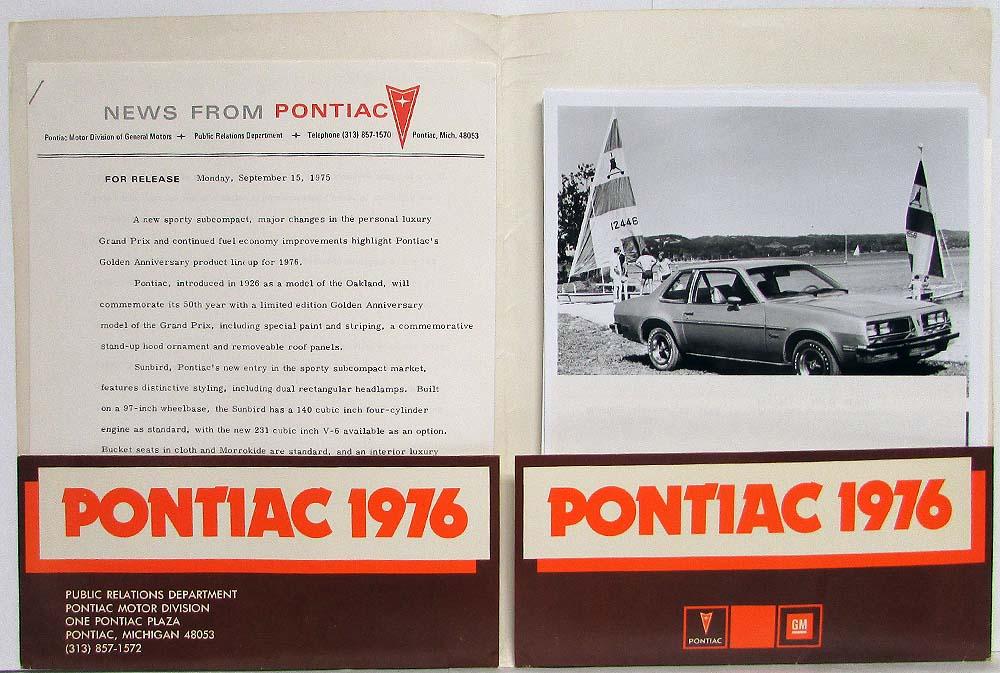 NEWS FROM PONTIAC
Pontiac Motor Division of General Motors + Public Relations Department + Telephone (313) 857-1570 Pontiac, Mich. 48053
FOR RELEASE Monday, September 15, 1975
A new sporty subcompact, major changes in the personal luxury
Grand Prix and continued fuel economy improvements highlight Pontiac's
Golden Anniversary product lineup for 1976.
Pontiac, introduced in 1926 as a model of the Oakland, will
commemorate its 50th year with a limited edition Golden Anniversary
model of the Grand Prix, including special paint and striping, a commemorative
stand-up hood ornament and removeable roof panels.
Sunbird, Pontiac's new entry in the sporty subcompact market,
features distinctive styling, including dual rectangular headlamps. Built
on a 97-inch wheelbase, the Sunbird has a 140 cubic inch four-cylinder
engine as standard, with the new 231 cubic inch V-6 available as an option.
Bucket seats in cloth and Morrokide are standard, and an interior luxury
PONTIAC 1976
PUBLIC RELATIONS DEPARTMENT
PONTIAC MOTOR DIVISION
ONE PONTIAC PLAZA
PONTIAC, MICHIGAN 48053
(313) 857-1572
12446
PONTIAC 1976
PONTIAC
GM